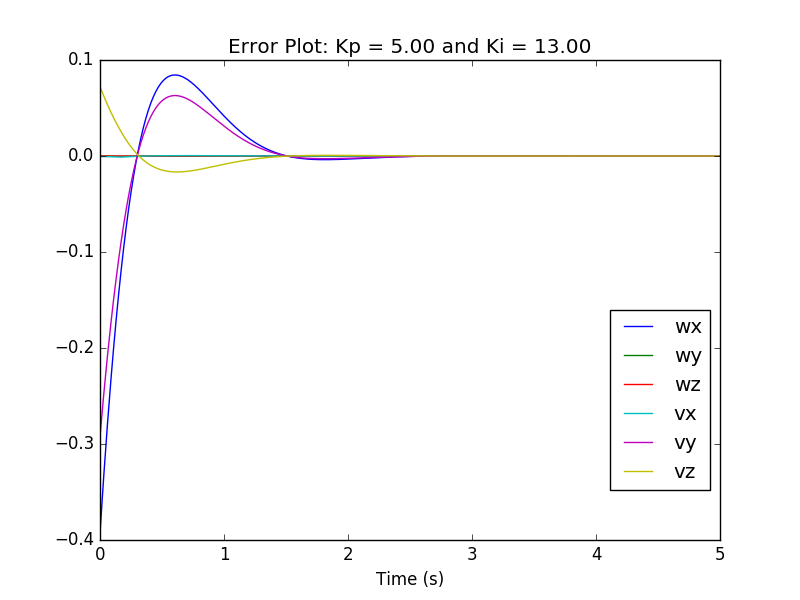 Error Plot: Kp = 5.00 and Ki = 13.00
0.1
0.0
−0.1
−0.2
−0.3
−0.4
wx
wy
wz
vx
vy
vz
0 1 2 3 4 5
Time (s)